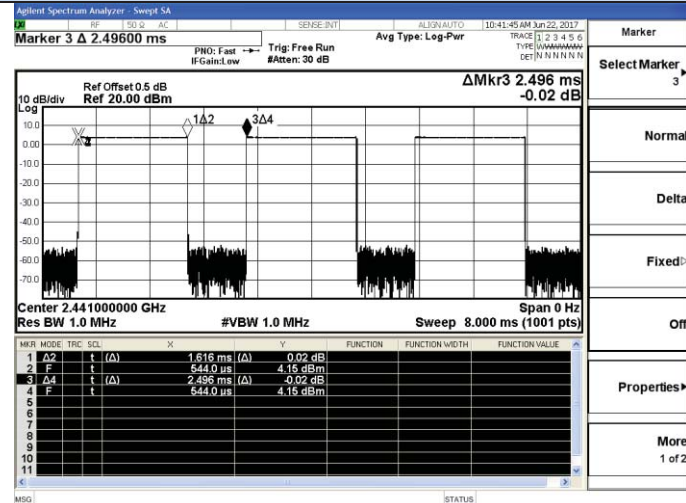 Agilent Spectrum Analyzer - Swept SA
LXI RF 50 Ω AC SENSE:INT ALIGN AUTO 10:41:45 AM Jun 22, 2017
Marker 3 Δ 2.49600 ms
PNO: Fast
IFGain:Low
Trig: Free Run
#Atten: 30 dB
Avg Type: Log-Pwr
TRACE 1 2 3 4 5 6
TYPE WWWWWW
DET N N N N N N
Ref Offset 0.5 dB
10 dB/div Ref 20.00 dBm
Log
ΔMkr3 2.496 ms
-0.02 dB
1Δ2
3Δ4
10.0
0.00
-10.0
-20.0
-30.0
-40.0
-50.0
-60.0
-70.0
Center 2.441000000 GHz Span 0 Hz
Res BW 1.0 MHz #VBW 1.0 MHz Sweep 8.000 ms (1001 pts)
MKR MODE TRC SCL X Y FUNCTION FUNCTION WIDTH FUNCTION VALUE
1 Δ2 t (Δ) 1.616 ms (Δ) 0.02 dB
2 F t 544.0 µs 4.15 dBm
3 Δ4 t (Δ) 2.496 ms (Δ) -0.02 dB
4 F t 544.0 µs 4.15 dBm
5
6
7
8
9
10
11
MSG STATUS
Marker
Select Marker
3
Normal
Delta
Fixed
Off
Properties
More
1 of 2